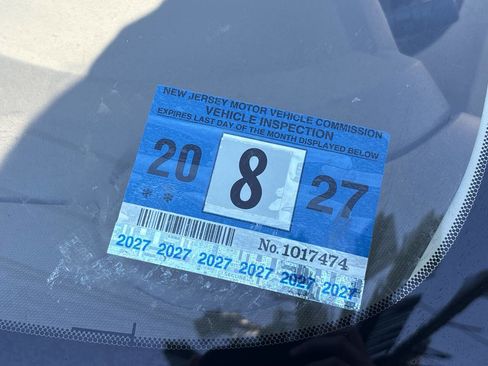 NEW JERSEY MOTOR VEHICLE COMMISSION
VEHICLE INSPECTION
EXPIRES LAST DAY OF THE MONTH DISPLAYED BELOW
20 8 27
No. 1017474
2027 2027 2027 2027 2027 2027